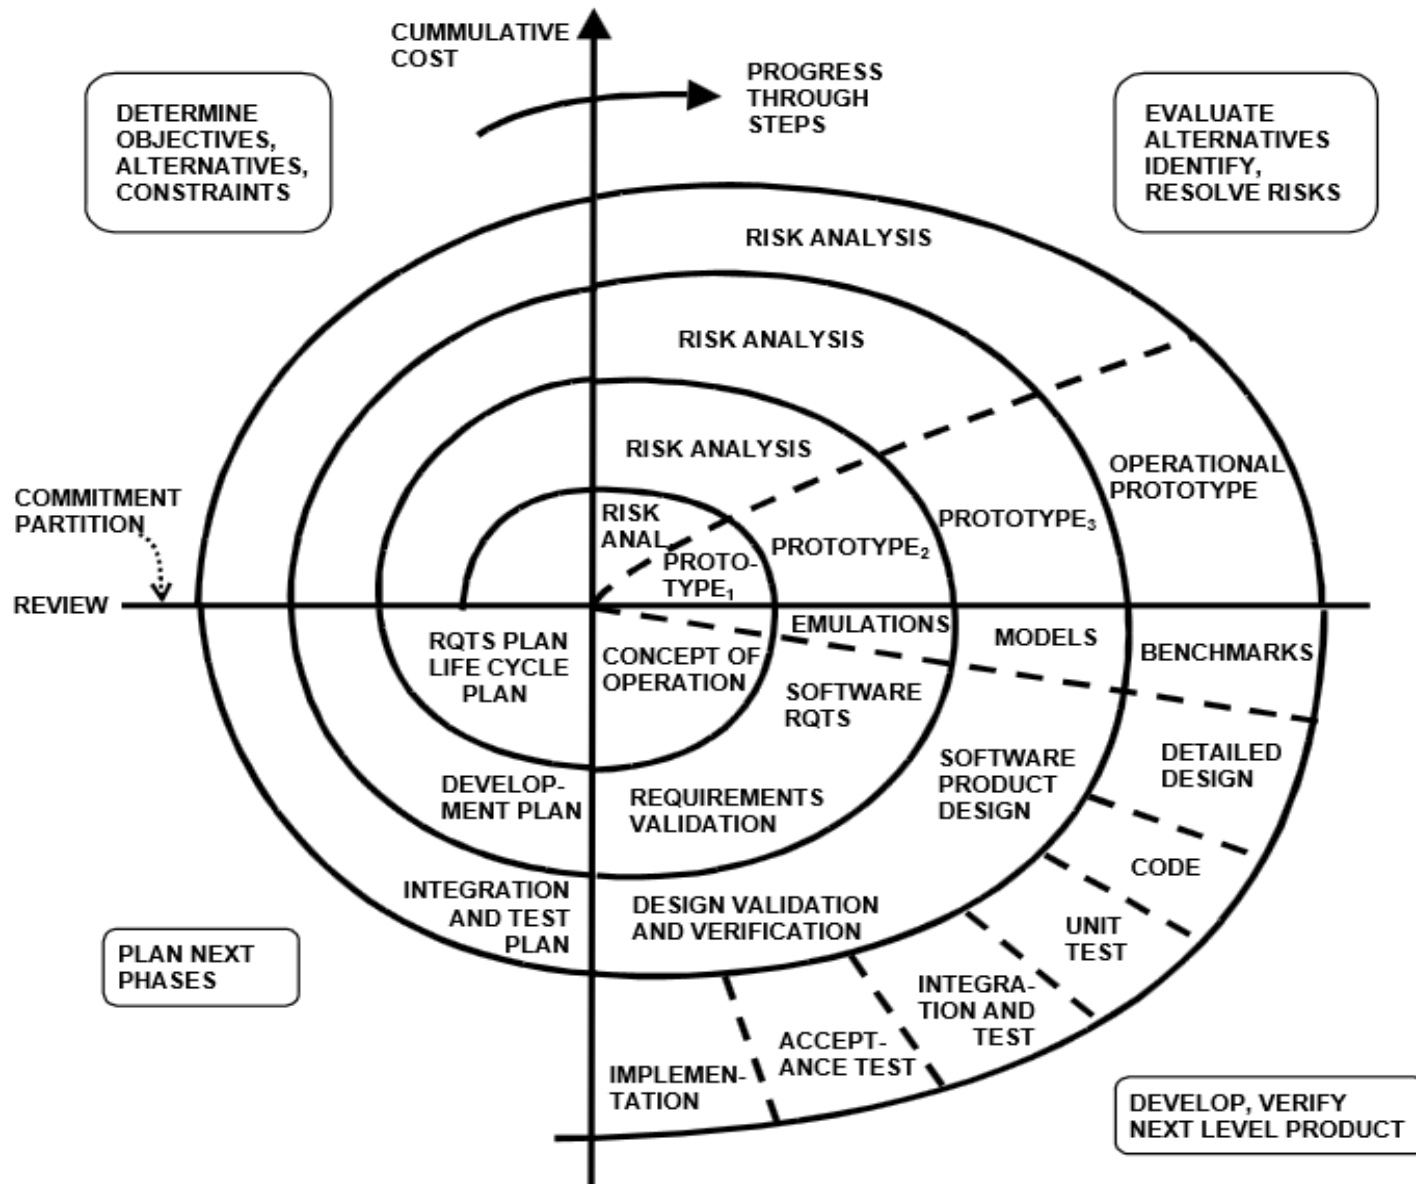 CUMMULATIVE
COST
PROGRESS
THROUGH
STEPS
DETERMINE
OBJECTIVES,
ALTERNATIVES,
CONSTRAINTS
EVALUATE
ALTERNATIVES
IDENTIFY,
RESOLVE RISKS
RISK ANALYSIS
RISK ANALYSIS
RISK ANALYSIS
RISK
ANAL.
OPERATIONAL
PROTOTYPE
PROTOTYPE₃
PROTOTYPE₂
PROTO-
TYPE₁
COMMITMENT
PARTITION
REVIEW
EMULATIONS
MODELS
BENCHMARKS
RQTS PLAN
LIFE CYCLE
PLAN
CONCEPT OF
OPERATION
SOFTWARE
RQTS
SOFTWARE
PRODUCT
DESIGN
DETAILED
DESIGN
DEVELOP-
MENT PLAN
REQUIREMENTS
VALIDATION
CODE
INTEGRATION
AND TEST
PLAN
DESIGN VALIDATION
AND VERIFICATION
UNIT
TEST
PLAN NEXT
PHASES
INTEGRA-
TION AND
TEST
ACCEPT-
ANCE TEST
IMPLEMEN-
TATION
DEVELOP, VERIFY
NEXT LEVEL PRODUCT